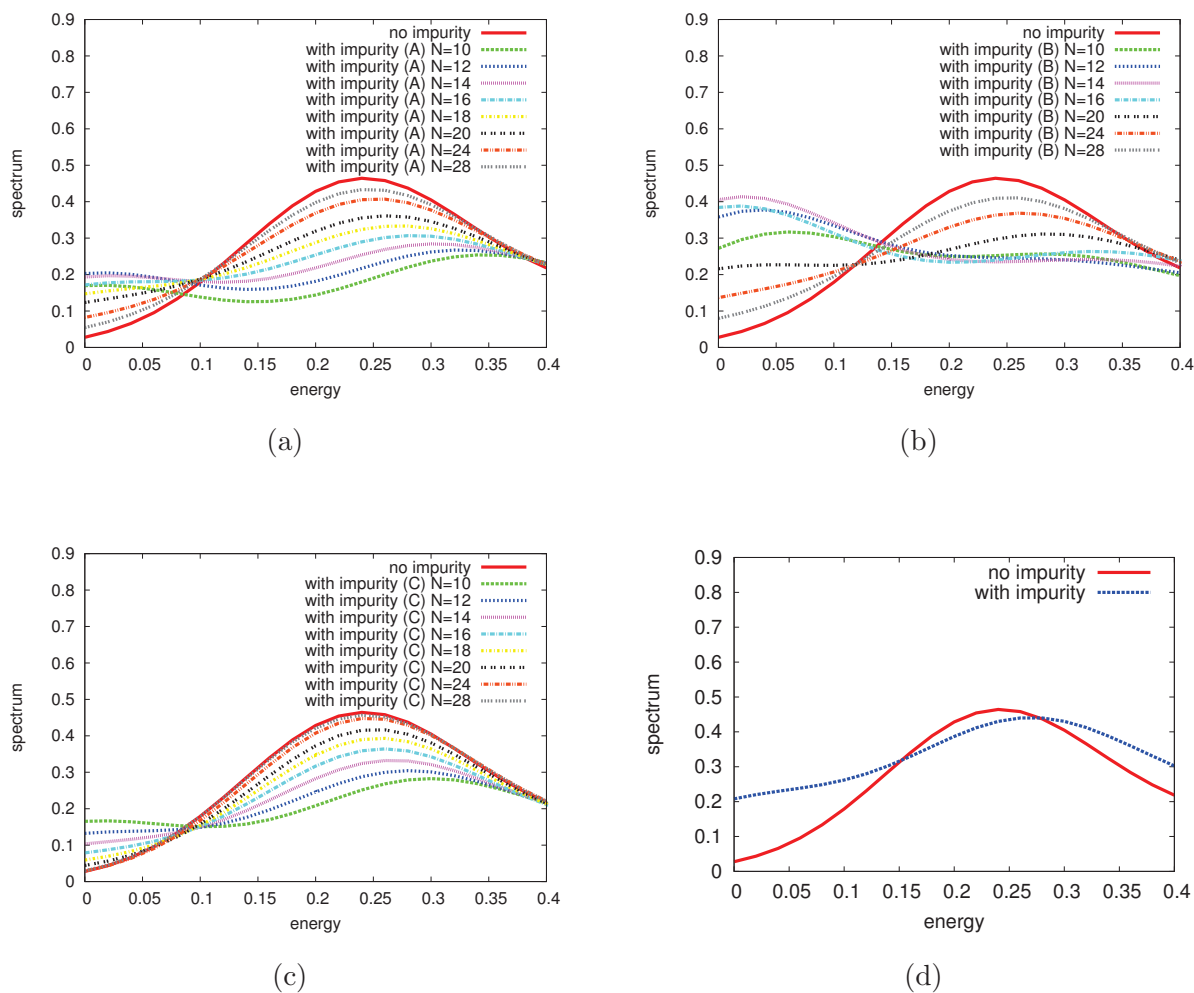 0.9
0.8
0.7
0.6
0.5
0.4
0.3
0.2
0.1
0
spectrum
no impurity
with impurity (A) N=10
with impurity (A) N=12
with impurity (A) N=14
with impurity (A) N=16
with impurity (A) N=18
with impurity (A) N=20
with impurity (A) N=24
with impurity (A) N=28
0 0.05 0.1 0.15 0.2 0.25 0.3 0.35 0.4
energy
(a)
0.9
0.8
0.7
0.6
0.5
0.4
0.3
0.2
0.1
0
spectrum
no impurity
with impurity (B) N=10
with impurity (B) N=12
with impurity (B) N=14
with impurity (B) N=16
with impurity (B) N=20
with impurity (B) N=24
with impurity (B) N=28
0 0.05 0.1 0.15 0.2 0.25 0.3 0.35 0.4
energy
(b)
0.9
0.8
0.7
0.6
0.5
0.4
0.3
0.2
0.1
0
spectrum
no impurity
with impurity (C) N=10
with impurity (C) N=12
with impurity (C) N=14
with impurity (C) N=16
with impurity (C) N=18
with impurity (C) N=20
with impurity (C) N=24
with impurity (C) N=28
0 0.05 0.1 0.15 0.2 0.25 0.3 0.35 0.4
energy
(c)
0.9
0.8
0.7
0.6
0.5
0.4
0.3
0.2
0.1
0
spectrum
no impurity
with impurity
0 0.05 0.1 0.15 0.2 0.25 0.3 0.35 0.4
energy
(d)